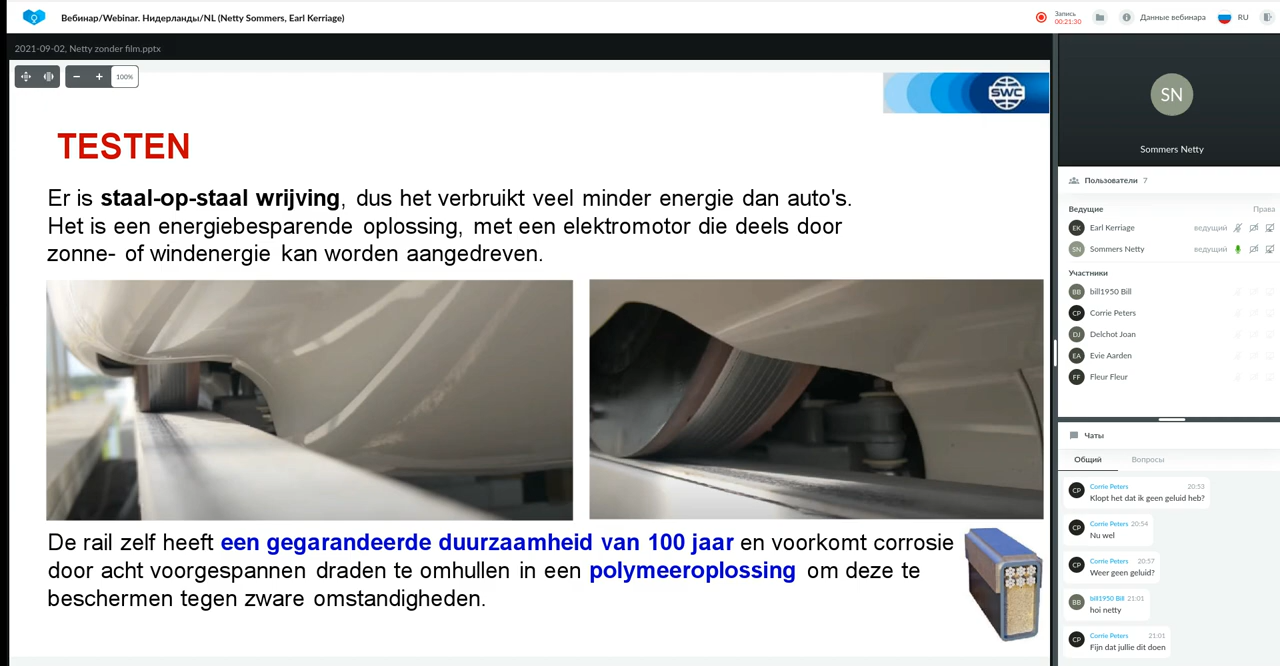 Вебинар/Webinar. Нидерланды/NL (Netty Sommers, Earl Kerriage)
Запись
00:21:30
Данные вебинара
RU
2021-09-02, Netty zonder film.pptx
100%
SWC
TESTEN
Er is staal-op-staal wrijving, dus het verbruikt veel minder energie dan auto's.
Het is een energiebesparende oplossing, met een elektromotor die deels door
zonne- of windenergie kan worden aangedreven.
De rail zelf heeft een gegarandeerde duurzaamheid van 100 jaar en voorkomt corrosie
door acht voorgespannen draden te omhullen in een polymeeroplossing om deze te
beschermen tegen zware omstandigheden.
SN
Sommers Netty
Пользователи 7
Ведущие Права
EK Earl Kerriage ведущий
SN Sommers Netty ведущий
Участники
BB bill1950 Bill
CP Corrie Peters
DJ Delchot Joan
EA Evie Aarden
FF Fleur Fleur
Чаты
Общий Вопросы
CP Corrie Peters 20:53
Klopt het dat ik geen geluid heb?
CP Corrie Peters 20:54
Nu wel
CP Corrie Peters 20:57
Weer geen geluid?
BB bill1950 Bill 21:01
hoi netty
CP Corrie Peters 21:01
Fijn dat jullie dit doen